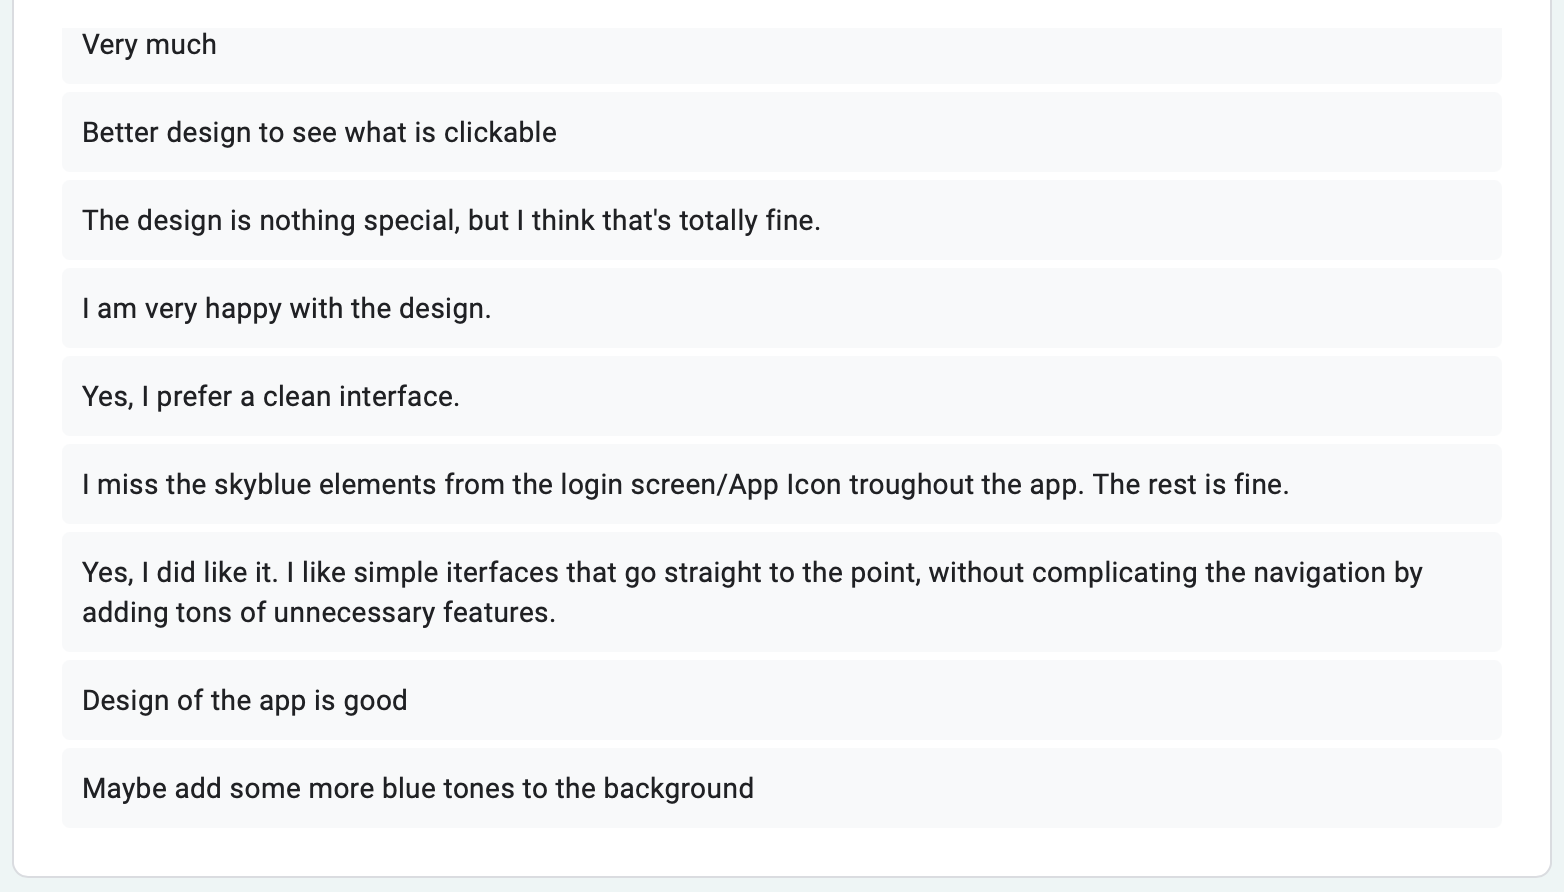 Very much
Better design to see what is clickable
The design is nothing special, but I think that's totally fine.
I am very happy with the design.
Yes, I prefer a clean interface.
I miss the skyblue elements from the login screen/App Icon troughout the app. The rest is fine.
Yes, I did like it. I like simple iterfaces that go straight to the point, without complicating the navigation by
adding tons of unnecessary features.
Design of the app is good
Maybe add some more blue tones to the background